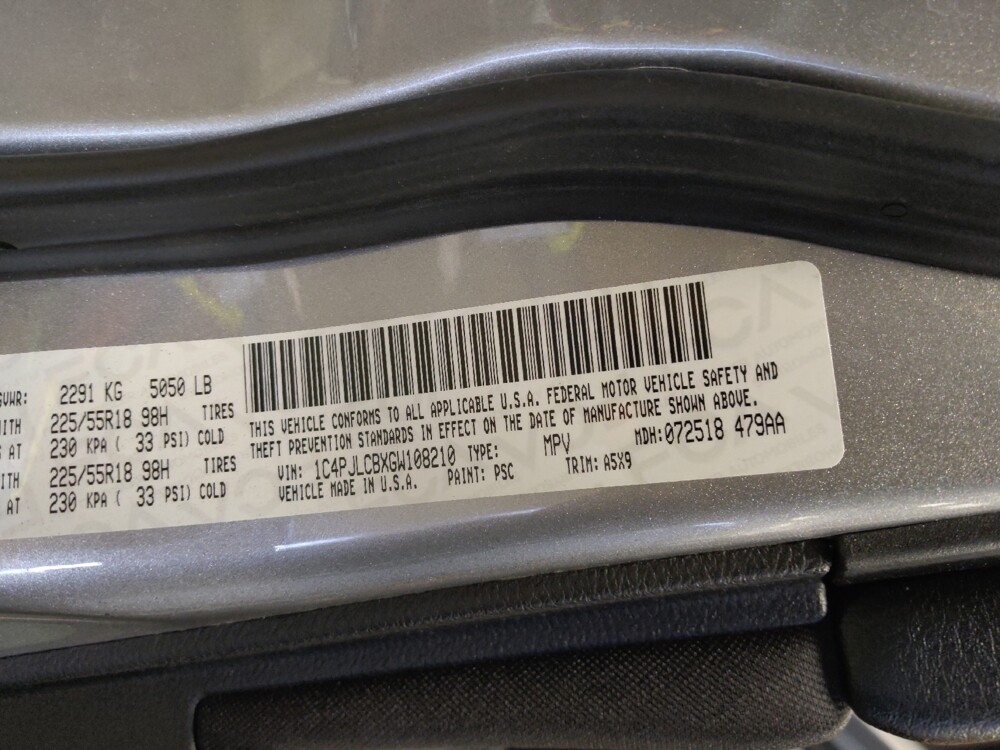 GVWR: 2291 KG 5050 LB
WITH 225/55R18 98H TIRES
AT 230 KPA ( 33 PSI) COLD
WITH 225/55R18 98H TIRES
AT 230 KPA ( 33 PSI) COLD
THIS VEHICLE CONFORMS TO ALL APPLICABLE U.S.A. FEDERAL MOTOR VEHICLE SAFETY AND
THEFT PREVENTION STANDARDS IN EFFECT ON THE DATE OF MANUFACTURE SHOWN ABOVE.
VIN: 1C4PJLCBXGW108210 TYPE: MPV MDH:072518 479AA
VEHICLE MADE IN U.S.A. PAINT: PSC TRIM: A5X9